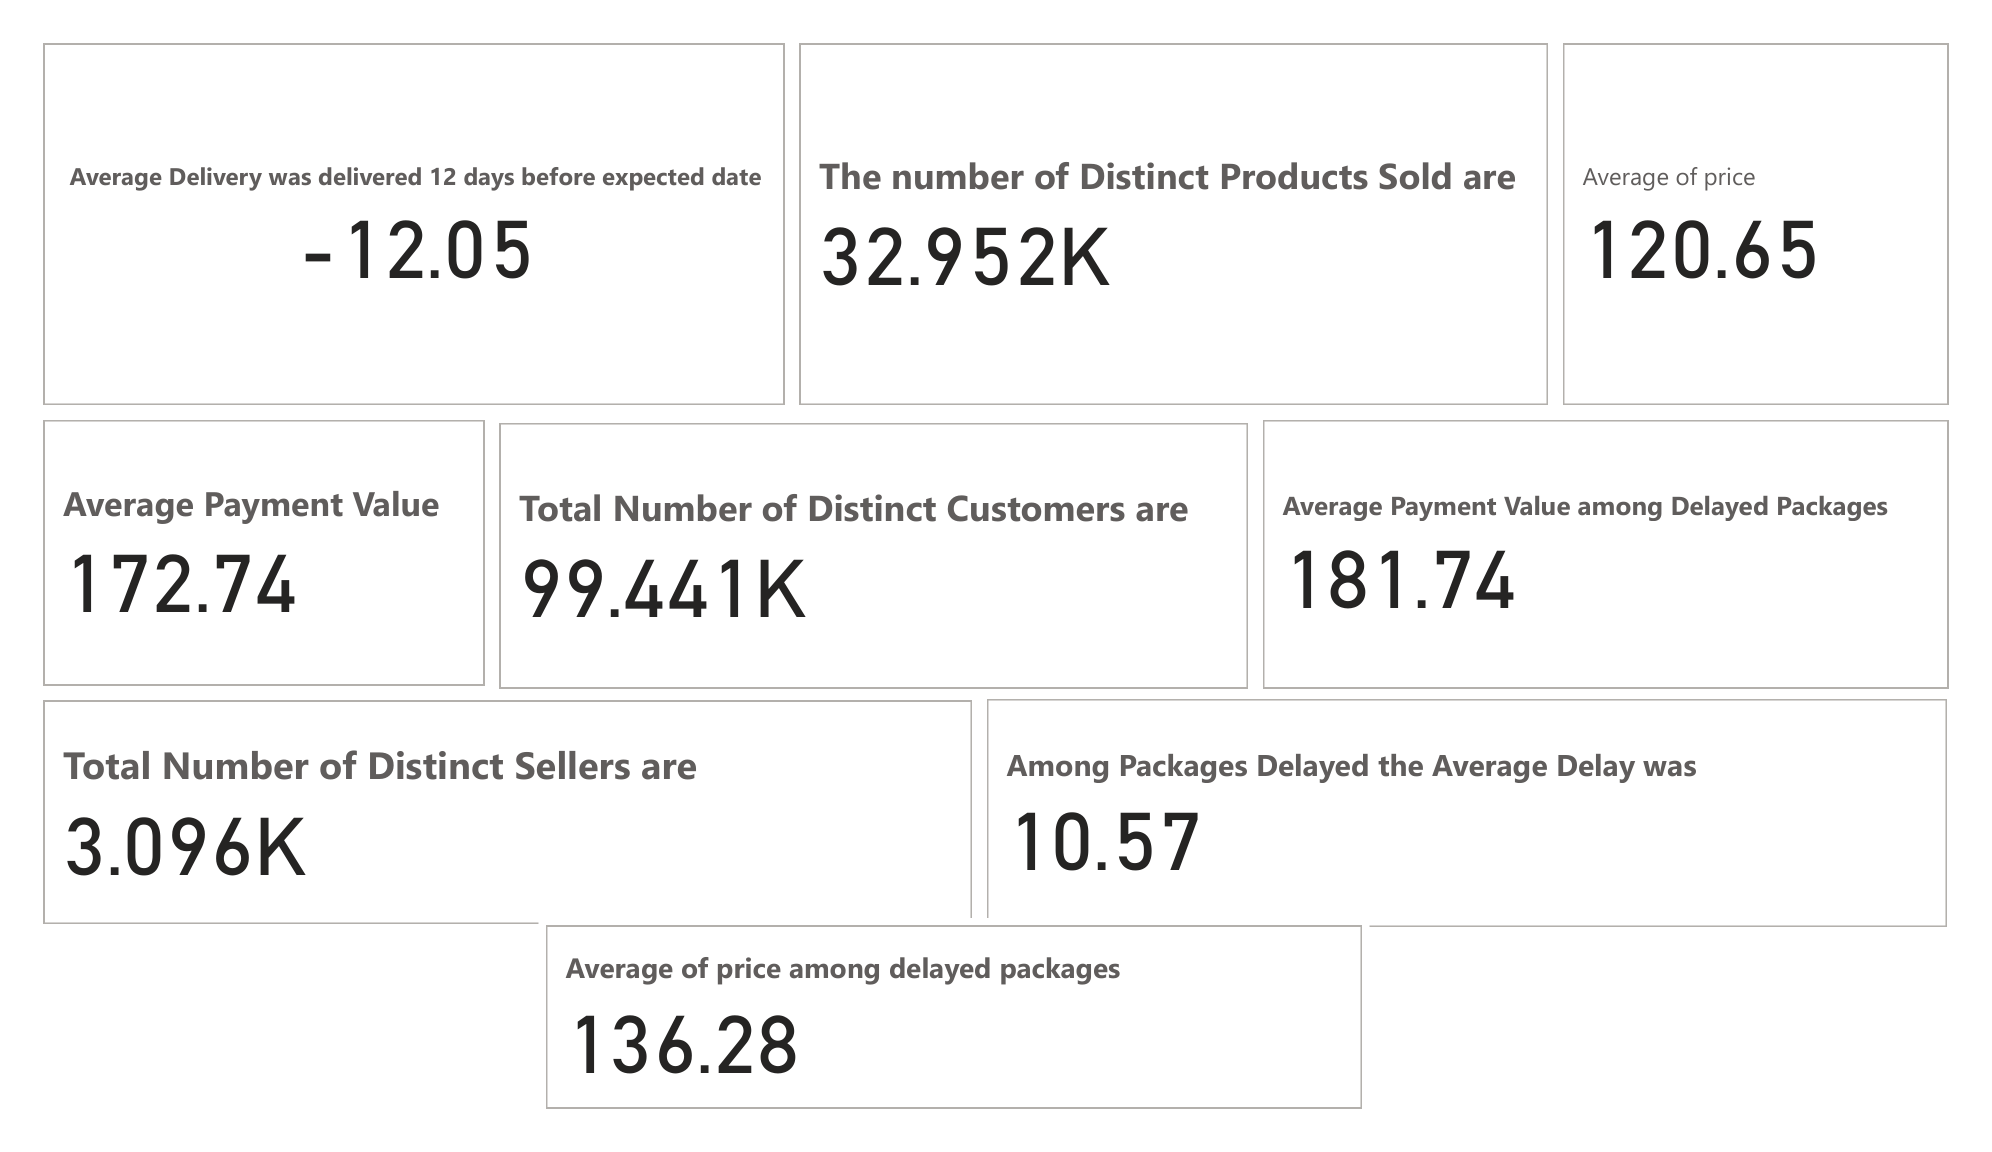 Average Delivery was delivered 12 days before expected date
-12.05
The number of Distinct Products Sold are
32.952K
Average of price
120.65
Average Payment Value
172.74
Total Number of Distinct Customers are
99.441K
Average Payment Value among Delayed Packages
181.74
Total Number of Distinct Sellers are
3.096K
Among Packages Delayed the Average Delay was
10.57
Average of price among delayed packages
136.28